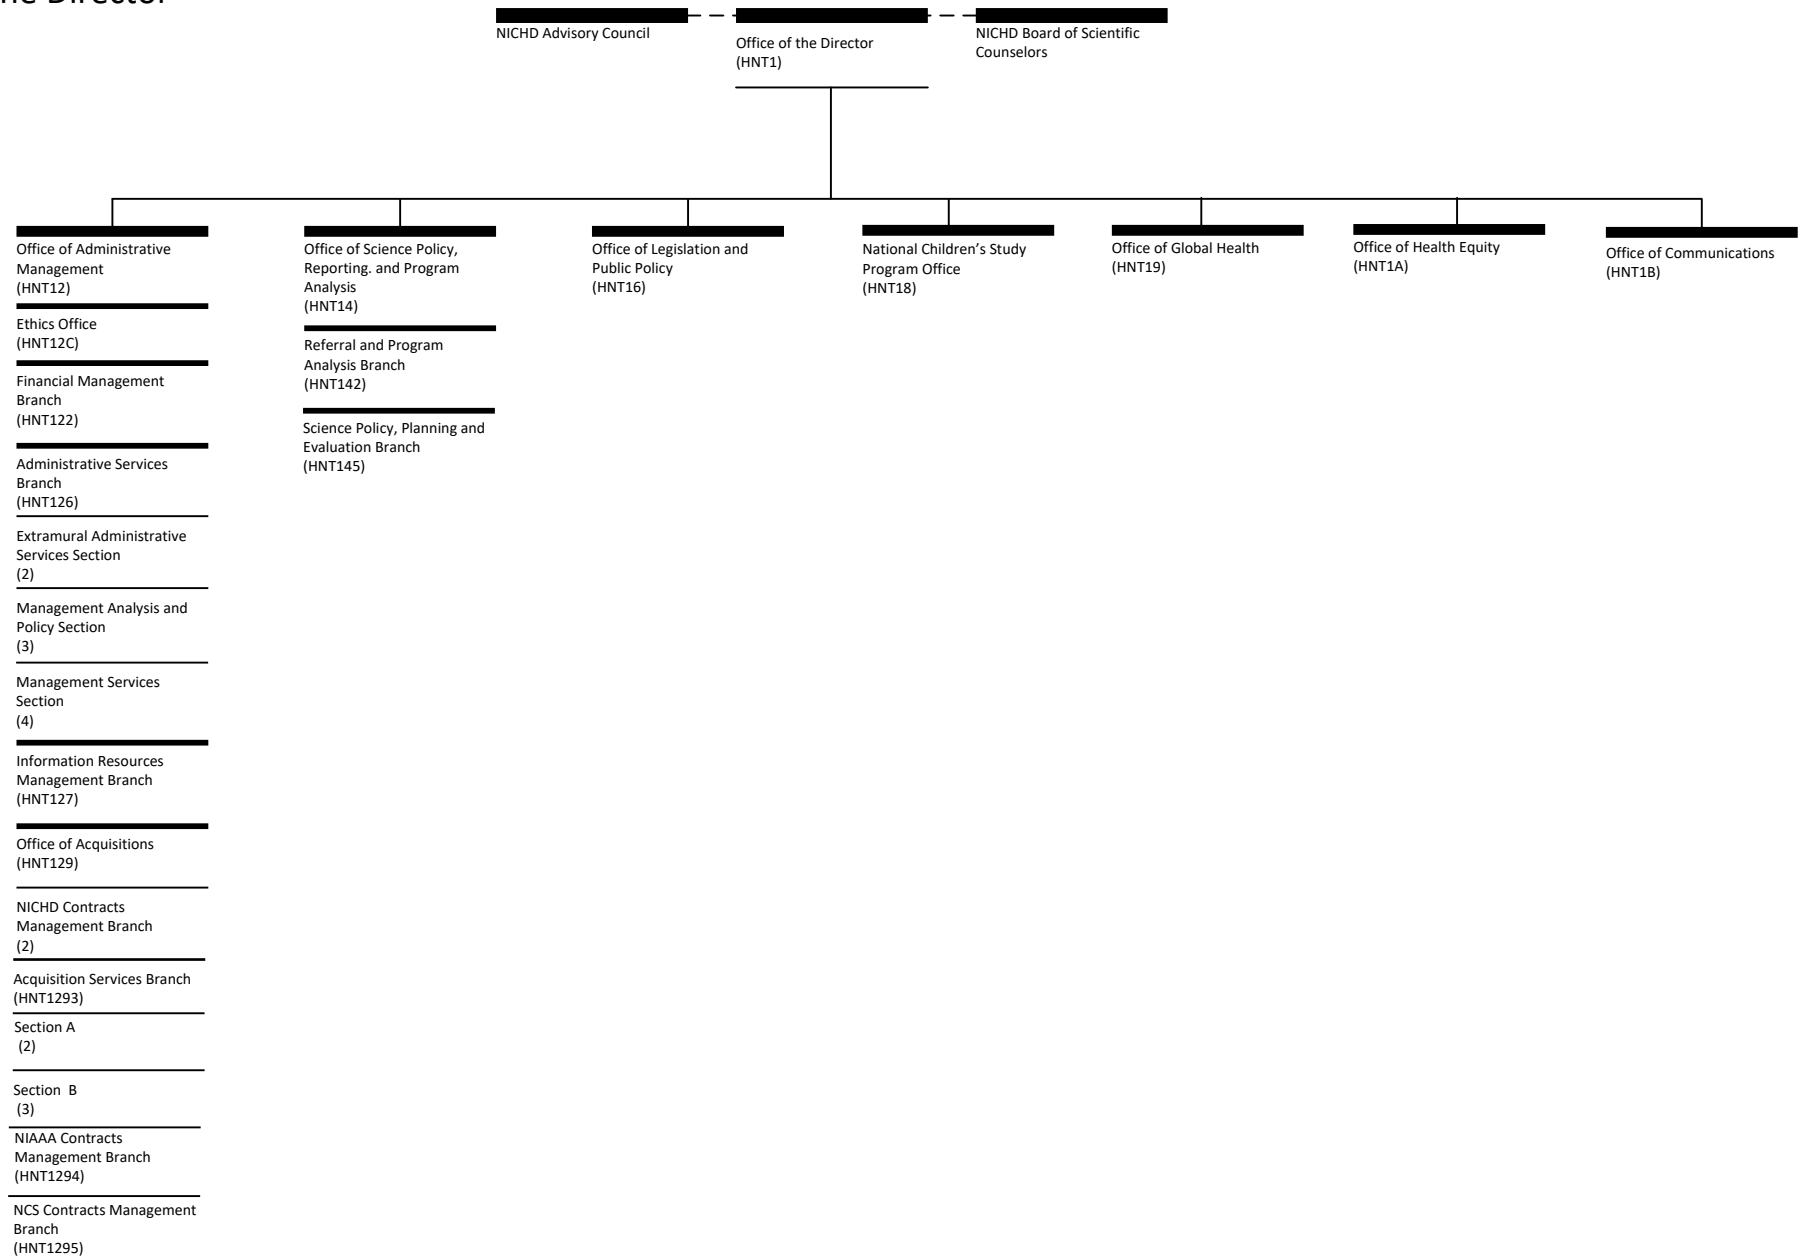 ne Director
NICHD Advisory Council
Office of the Director
(HNT1)
NICHD Board of Scientific
Counselors
Office of Administrative
Management
(HNT12)
Ethics Office
(HNT12C)
Financial Management
Branch
(HNT122)
Administrative Services
Branch
(HNT126)
Extramural Administrative
Services Section
(2)
Management Analysis and
Policy Section
(3)
Management Services
Section
(4)
Information Resources
Management Branch
(HNT127)
Office of Acquisitions
(HNT129)
NICHD Contracts
Management Branch
(2)
Acquisition Services Branch
(HNT1293)
Section A
(2)
Section  B
(3)
NIAAA Contracts
Management Branch
(HNT1294)
NCS Contracts Management
Branch
(HNT1295)
Office of Science Policy,
Reporting. and Program
Analysis
(HNT14)
Referral and Program
Analysis Branch
(HNT142)
Science Policy, Planning and
Evaluation Branch
(HNT145)
Office of Legislation and
Public Policy
(HNT16)
National Children’s Study
Program Office
(HNT18)
Office of Global Health
(HNT19)
Office of Health Equity
(HNT1A)
Office of Communications
(HNT1B)